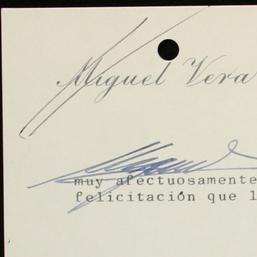 Miguel Vera
muy afectuosamente
felicitación que l